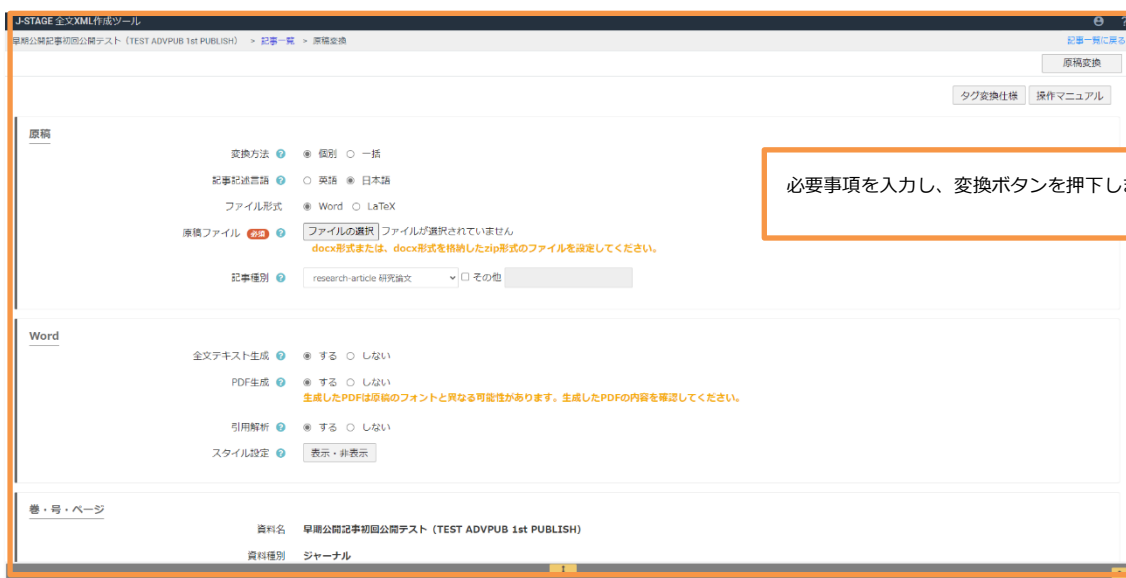 J-STAGE 全文XML作成ツール
早期公開記事初回公開テスト（TEST ADVPUB 1st PUBLISH） > 記事一覧 > 原稿変換 記事一覧に戻る
原稿変換
タグ変換仕様 操作マニュアル
原稿
変換方法 ? 個別 一括
必要事項を入力し、変換ボタンを押下し
記事記述言語 ? 英語 日本語
ファイル形式 Word LaTeX
原稿ファイル 必須 ? ファイルの選択 ファイルが選択されていません
docx形式または、docx形式を格納したzip形式のファイルを設定してください。
記事種別 ? research-article 研究論文 その他
Word
全文テキスト生成 ? する しない
PDF生成 ? する しない
生成したPDFは原稿のフォントと異なる可能性があります。生成したPDFの内容を確認してください。
引用解析 ? する しない
スタイル設定 ? 表示・非表示
巻・号・ページ
資料名 早期公開記事初回公開テスト（TEST ADVPUB 1st PUBLISH）
資料種別 ジャーナル